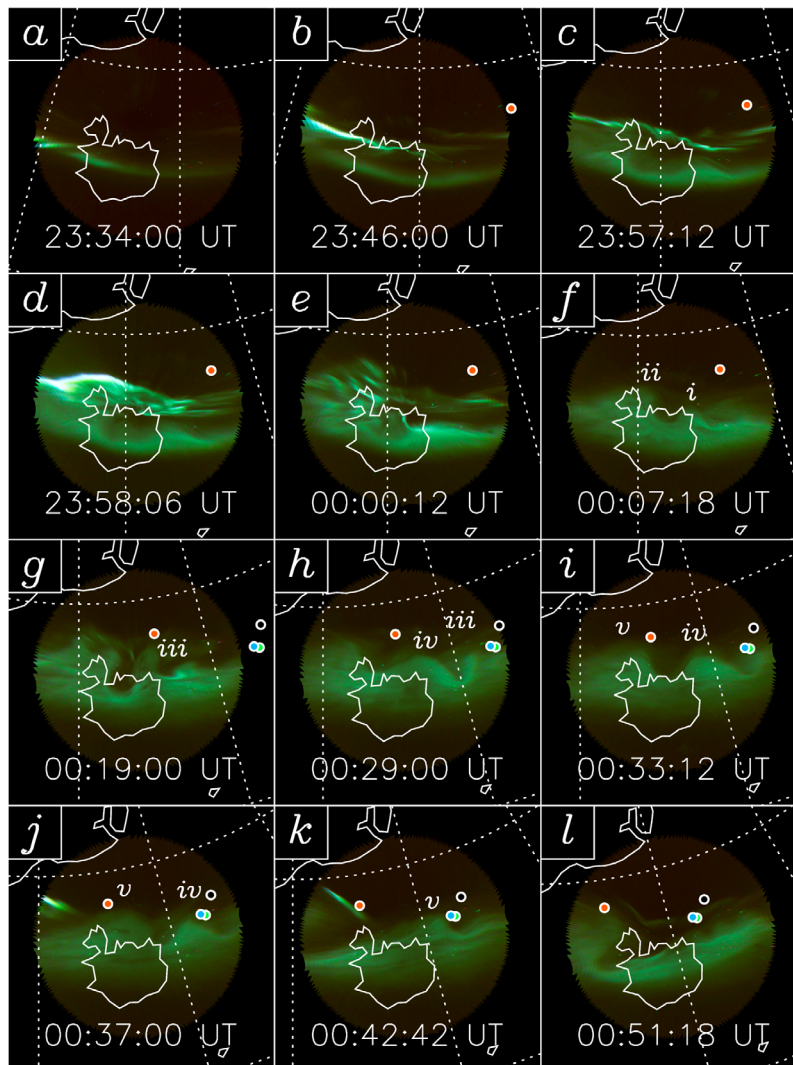 a b c
23:34:00 UT 23:46:00 UT 23:57:12 UT
d e f
ii
i
23:58:06 UT 00:00:12 UT 00:07:18 UT
g h i
iii iv iii v iv
00:19:00 UT 00:29:00 UT 00:33:12 UT
j k l
v iv v
00:37:00 UT 00:42:42 UT 00:51:18 UT